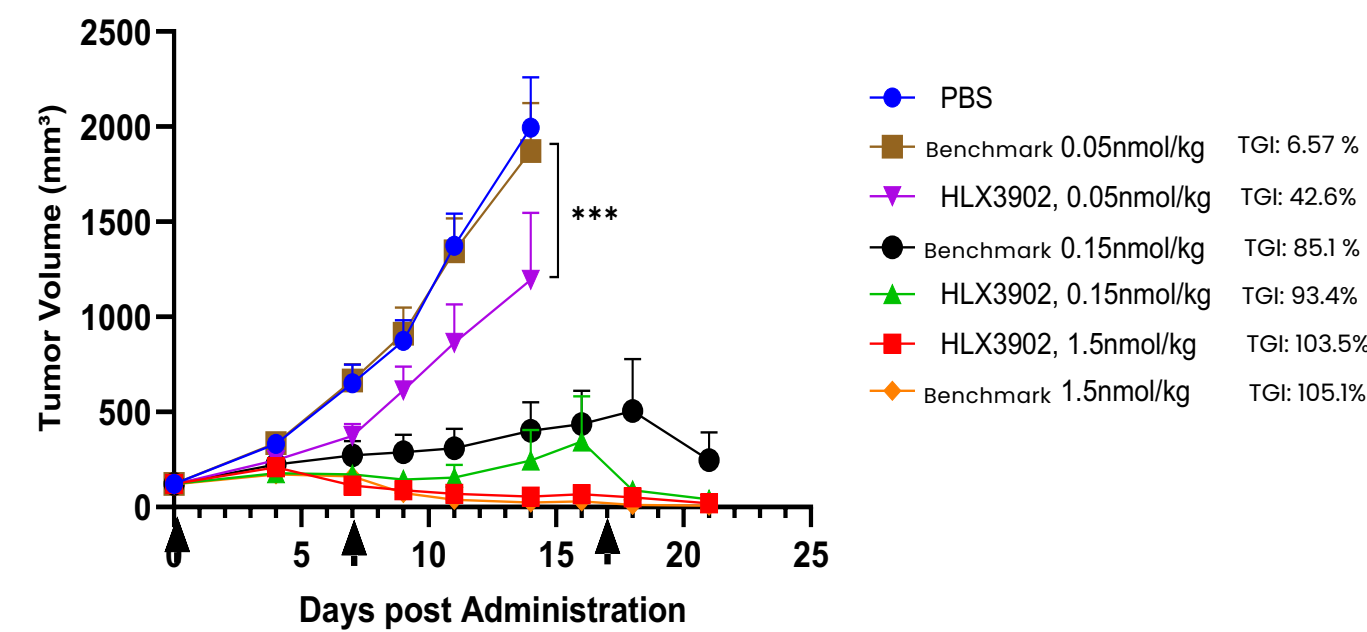 2500
2000
1500
1000
500
0
Tumor Volume (mm³)
0 5 10 15 20 25
Days post Administration
***
PBS
Benchmark 0.05nmol/kg TGI: 6.57 %
HLX3902, 0.05nmol/kg TGI: 42.6%
Benchmark 0.15nmol/kg TGI: 85.1 %
HLX3902, 0.15nmol/kg TGI: 93.4%
HLX3902, 1.5nmol/kg TGI: 103.5%
Benchmark 1.5nmol/kg TGI: 105.1%